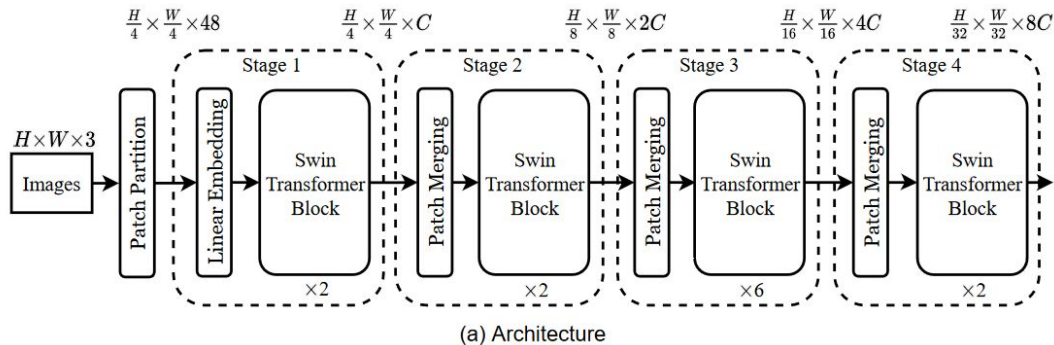 H/4 × W/4 × 48
H/4 × W/4 × C
H/8 × W/8 × 2C
H/16 × W/16 × 4C
H/32 × W/32 × 8C
Stage 1
Stage 2
Stage 3
Stage 4
H×W×3
Images
Patch Partition
Linear Embedding
Swin
Transformer
Block
Patch Merging
Swin
Transformer
Block
Patch Merging
Swin
Transformer
Block
Patch Merging
Swin
Transformer
Block
×2
×2
×6
×2
(a) Architecture